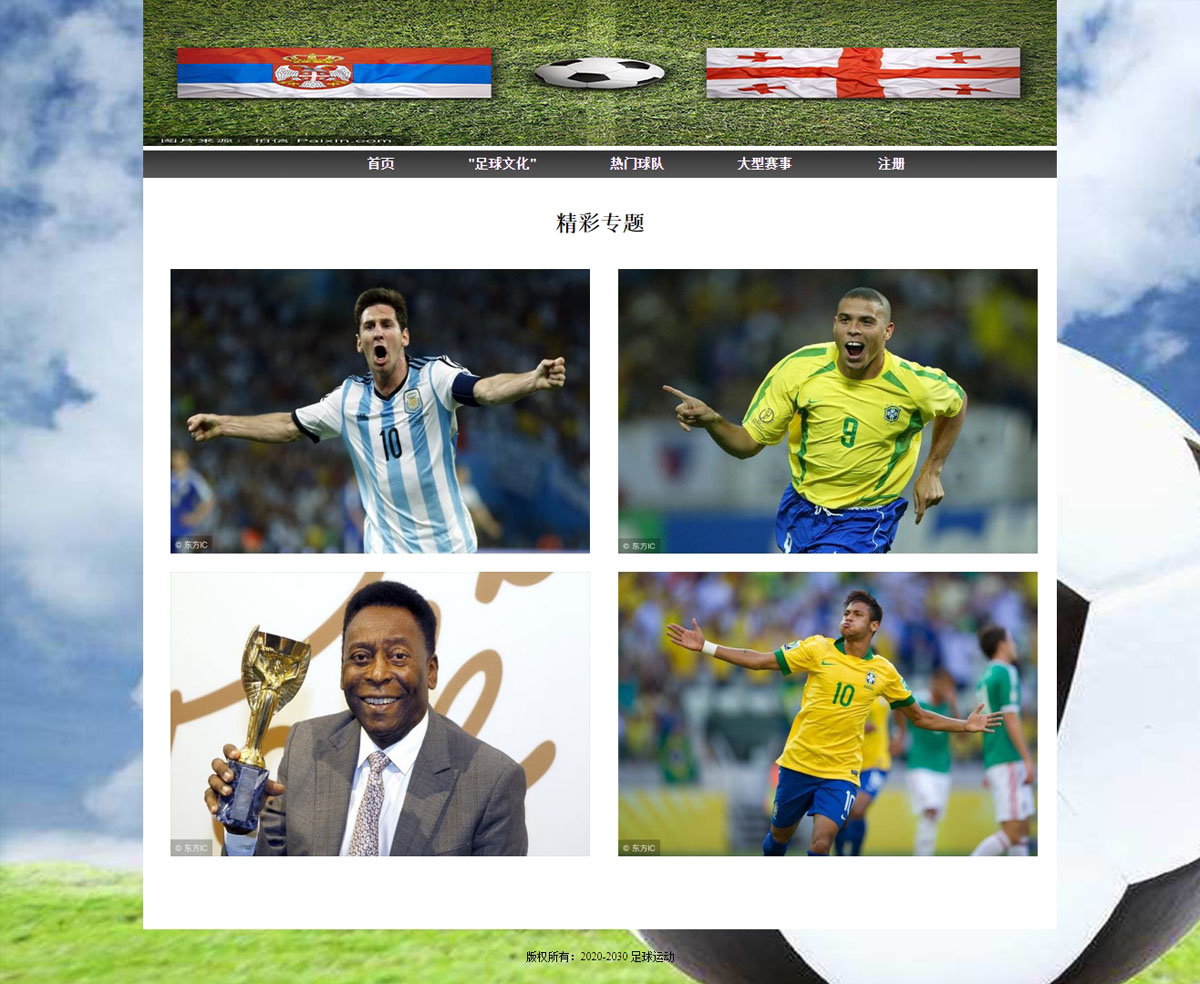 图片来源：拍信 Paixin.com
首页 "足球文化" 热门球队 大型赛事 注册
精彩专题
10
9
© 东方IC
© 东方IC
10
10
© 东方IC
© 东方IC
版权所有：2020-2030 足球运动